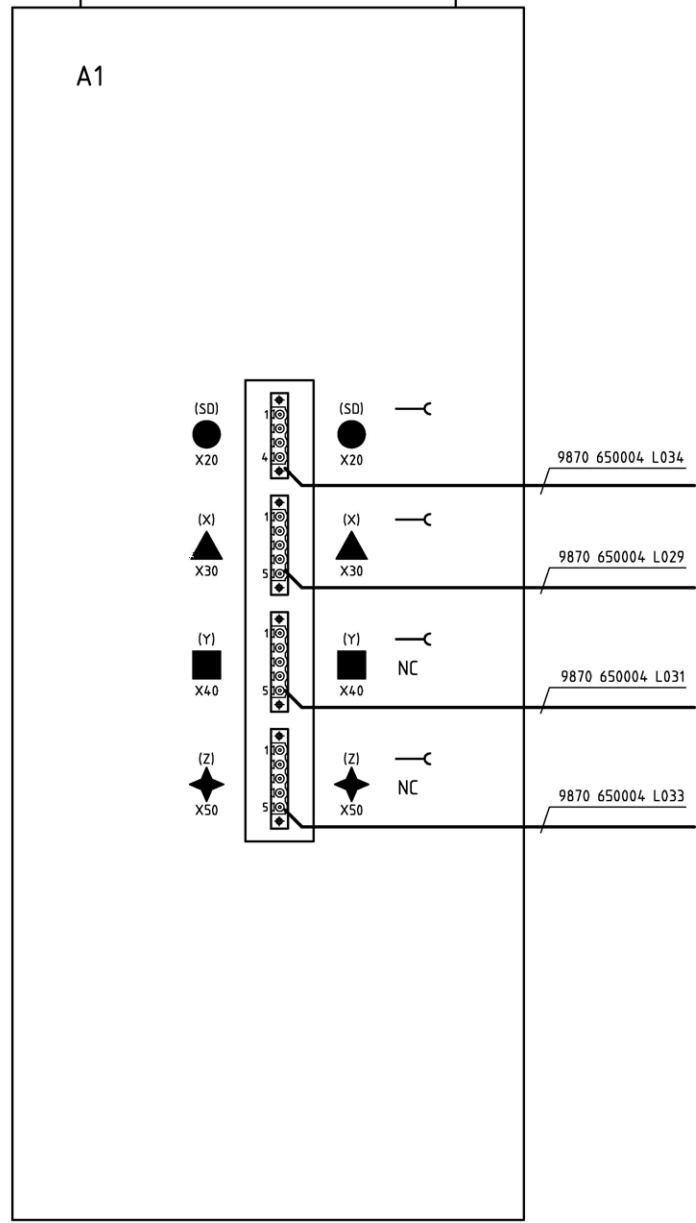 A1
(SD)
X20
1
4
(SD)
X20
9870 650004 L034
(X)
X30
1
5
(X)
X30
9870 650004 L029
(Y)
X40
1
5
(Y)
X40
NC
9870 650004 L031
(Z)
X50
1
5
(Z)
X50
NC
9870 650004 L033